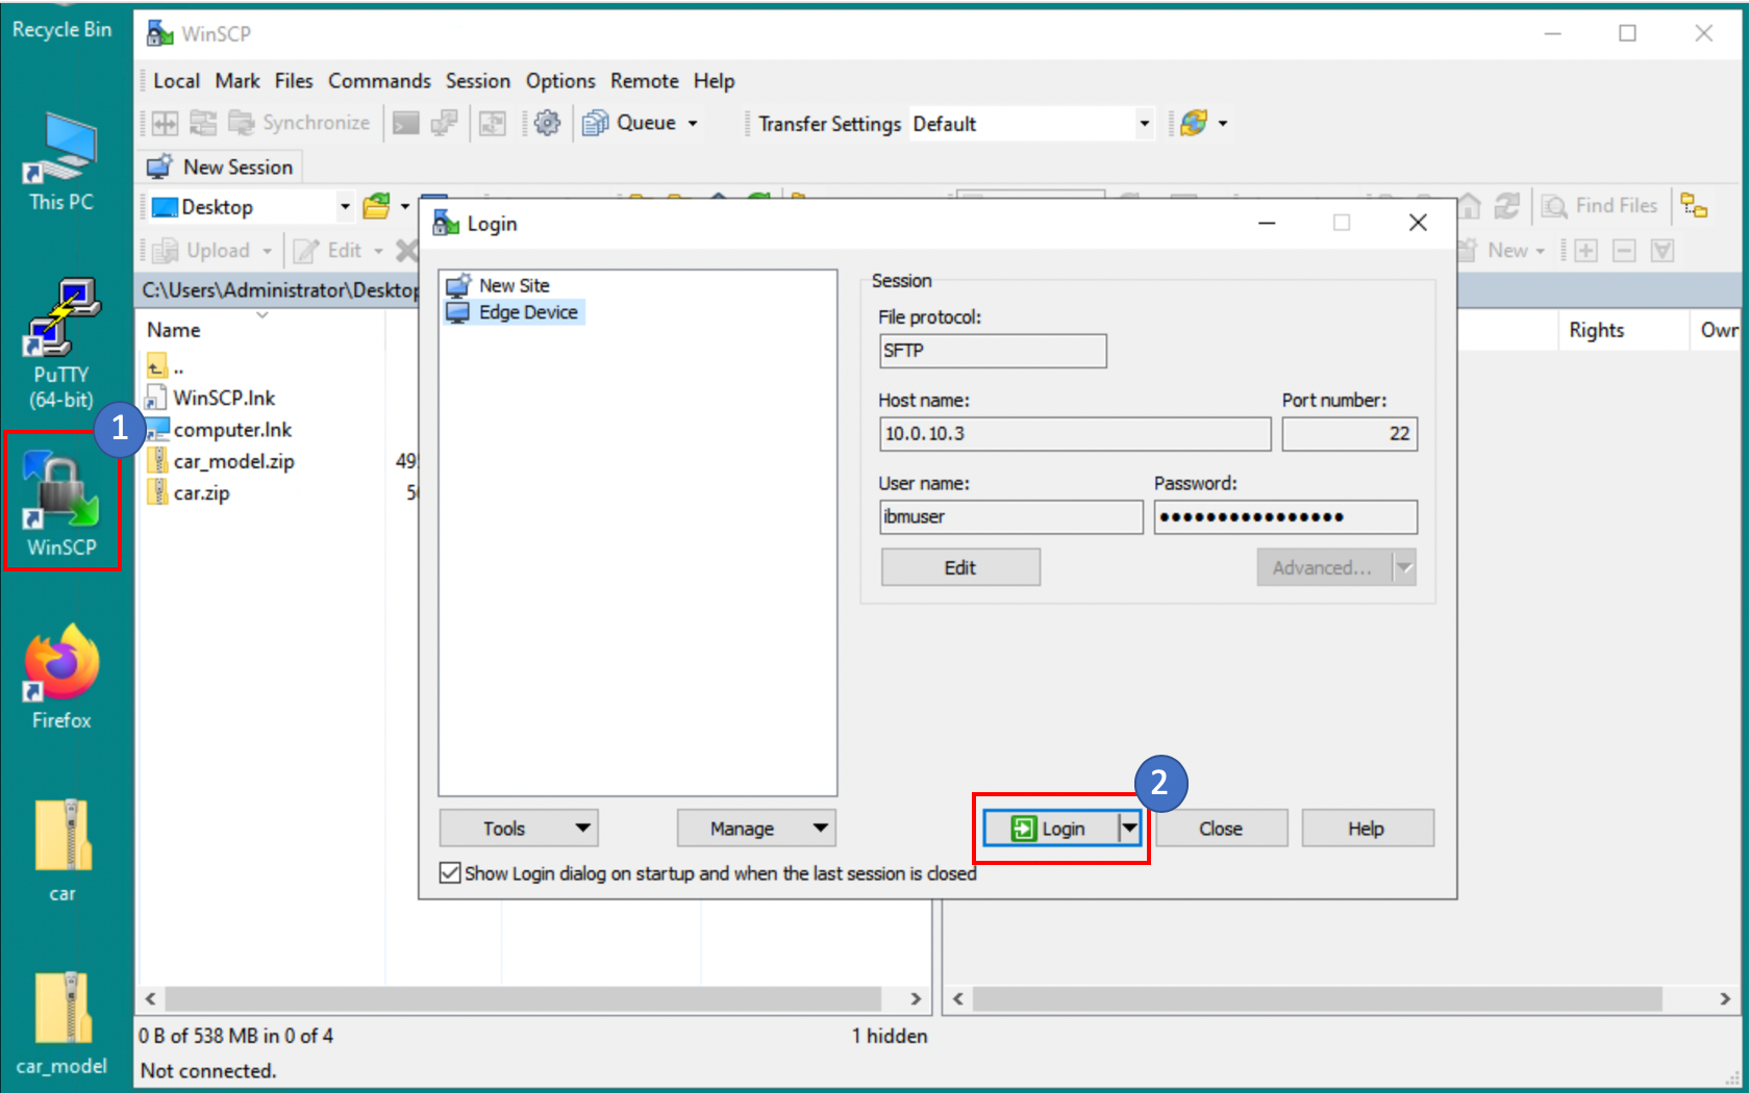 Recycle Bin
This PC
PuTTY
(64-bit)
1
WinSCP
Firefox
car
car_model
WinSCP
Local Mark Files Commands Session Options Remote Help
Synchronize Queue Transfer Settings Default
New Session
Desktop Find Files
Upload Edit New
C:\Users\Administrator\Desktop
Name Rights Own
..
WinSCP.lnk
computer.lnk
car_model.zip 49
car.zip 5
Login
New Site
Edge Device
Session
File protocol:
SFTP
Host name: Port number:
10.0.10.3 22
User name: Password:
ibmuser ••••••••••••••••
Edit Advanced...
2
Tools Manage Login Close Help
Show Login dialog on startup and when the last session is closed
0 B of 538 MB in 0 of 4 1 hidden
Not connected.